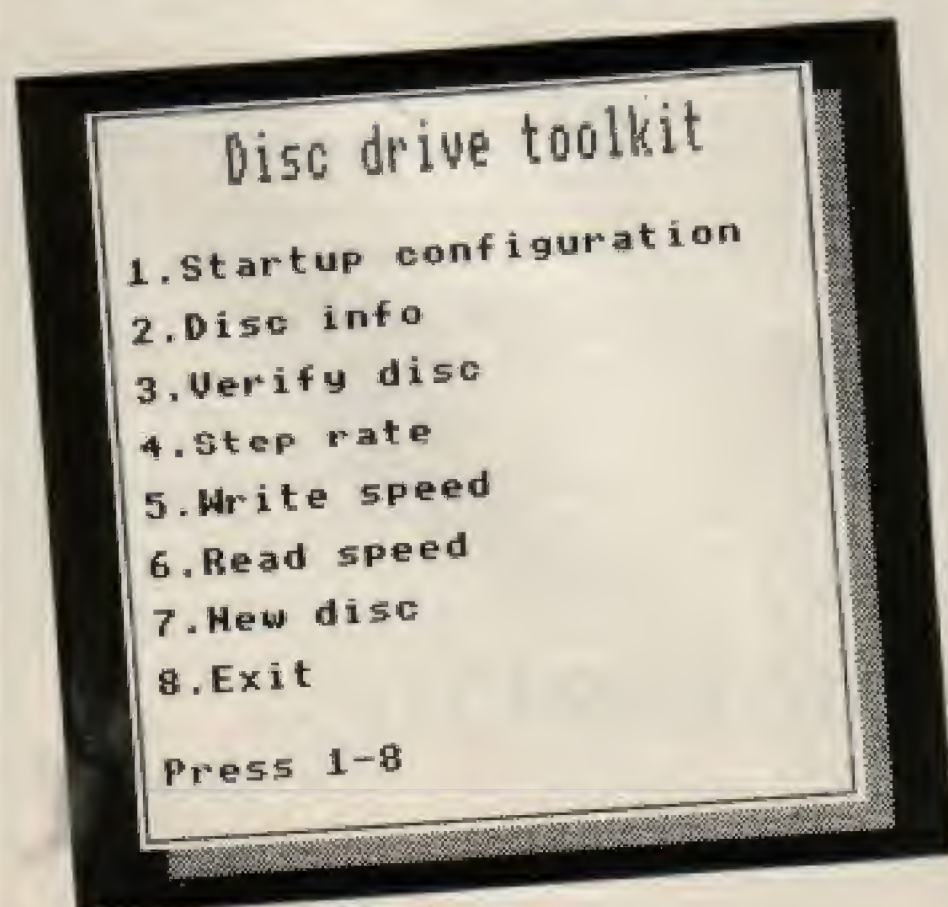 Disc drive toolkit
1.Startup configuration
2.Disc info
3.Verify disc
4.Step rate
5.Write speed
6.Read speed
7.New disc
8.Exit
Press 1-8